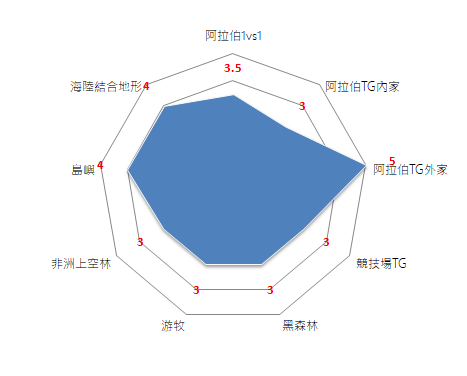 阿拉伯1vs1
3.5
海陸結合地形 4
3
阿拉伯TG內家
島嶼 4
5
阿拉伯TG外家
非洲上空林
3
3
競技場TG
3
3
游牧
黑森林